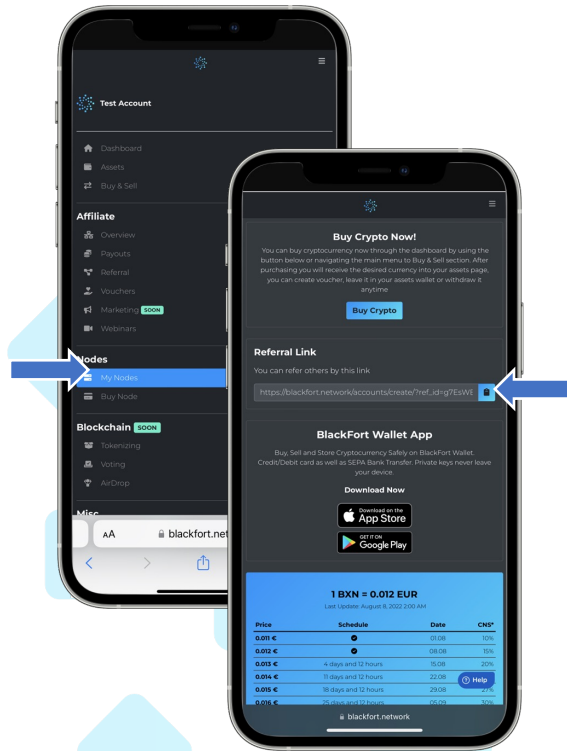 Test Account
Dashboard
Assets
Buy & Sell
Affiliate
Overview
Payouts
Referral
Vouchers
Marketing SOON
Webinars
Nodes
My Nodes
Buy Node
Blockchain SOON
Tokenizing
Voting
AirDrop
Misc
AA blackfort.net
Buy Crypto Now!
You can buy cryptocurrency now through the dashboard by using the
button below or navigating the main menu to Buy & Sell section. After
purchasing you will receive the desired currency into your assets page,
you can create voucher, leave it in your assets wallet or withdraw it
anytime
Buy Crypto
Referral Link
You can refer others by this link
https://blackfort.network/accounts/create/?ref_id=g7EsW
BlackFort Wallet App
Buy, Sell and Store Cryptocurrency Safely on BlackFort Wallet.
Credit/Debit card as well as SEPA Bank Transfer. Private keys never leave
your device.
Download Now
Download on the
App Store
GET IT ON
Google Play
1 BXN = 0.012 EUR
Last Update: August 8, 2022 2:00 AM
Price Schedule Date CNS*
0.011 € 01.08 10%
0.012 € 08.08 15%
0.013 € 4 days and 12 hours 15.08 20%
0.014 € 11 days and 12 hours 22.08
Help
0.015 € 18 days and 12 hours 29.08 27%
0.016 € 25 days and 12 hours 05.09 30%
blackfort.network